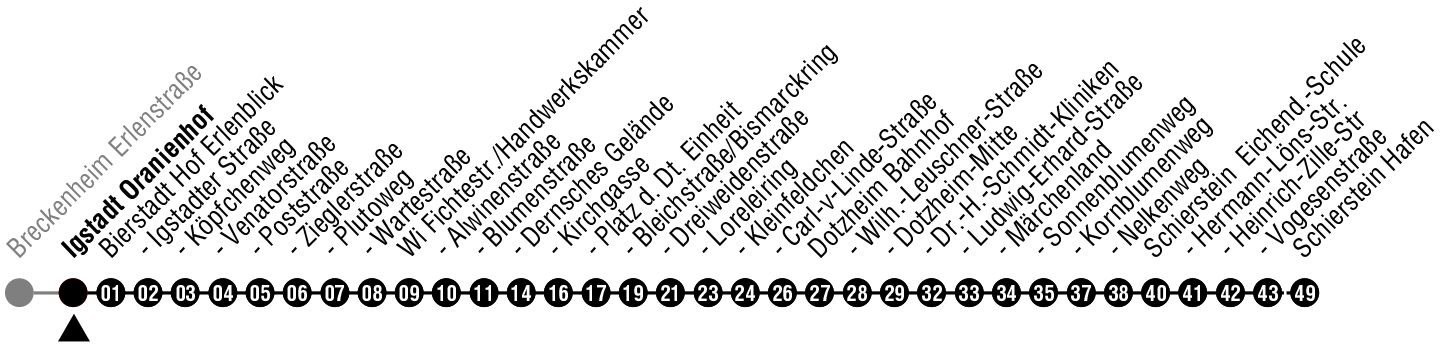 Breckenheim Erlenstraße
Igstadt Oranienhof
Bierstadt Hof Erlenblick
- Igstadter Straße
- Köpfchenweg
- Venatorstraße
- Poststraße
- Zieglerstraße
- Plutoweg
- Wartestraße
Wi Fichtestr./Handwerkskammer
- Alwinenstraße
- Blumenstraße
- Dernsches Gelände
- Kirchgasse
- Platz d. Dt. Einheit
- Bleichstraße/Bismarckring
- Dreiweidenstraße
- Loreleiring
- Kleinfeldchen
- Carl-v-Linde-Straße
Dotzheim Bahnhof
- Wilh.-Leuschner-Straße
- Dotzheim-Mitte
- Dr.-H.-Schmidt-Kliniken
- Ludwig-Erhard-Straße
- Märchenland
- Sonnenblumenweg
- Kornblumenweg
- Nelkenweg
Schierstein Eichend.-Schule
- Hermann-Löns-Str.
- Heinrich-Zille-Str
- Vogesenstraße
Schierstein Hafen
01 02 03 04 05 06 07 08 09 10 11 14 16 17 19 21 23 24 26 27 28 29 32 33 34 35 37 38 40 41 42 43 49